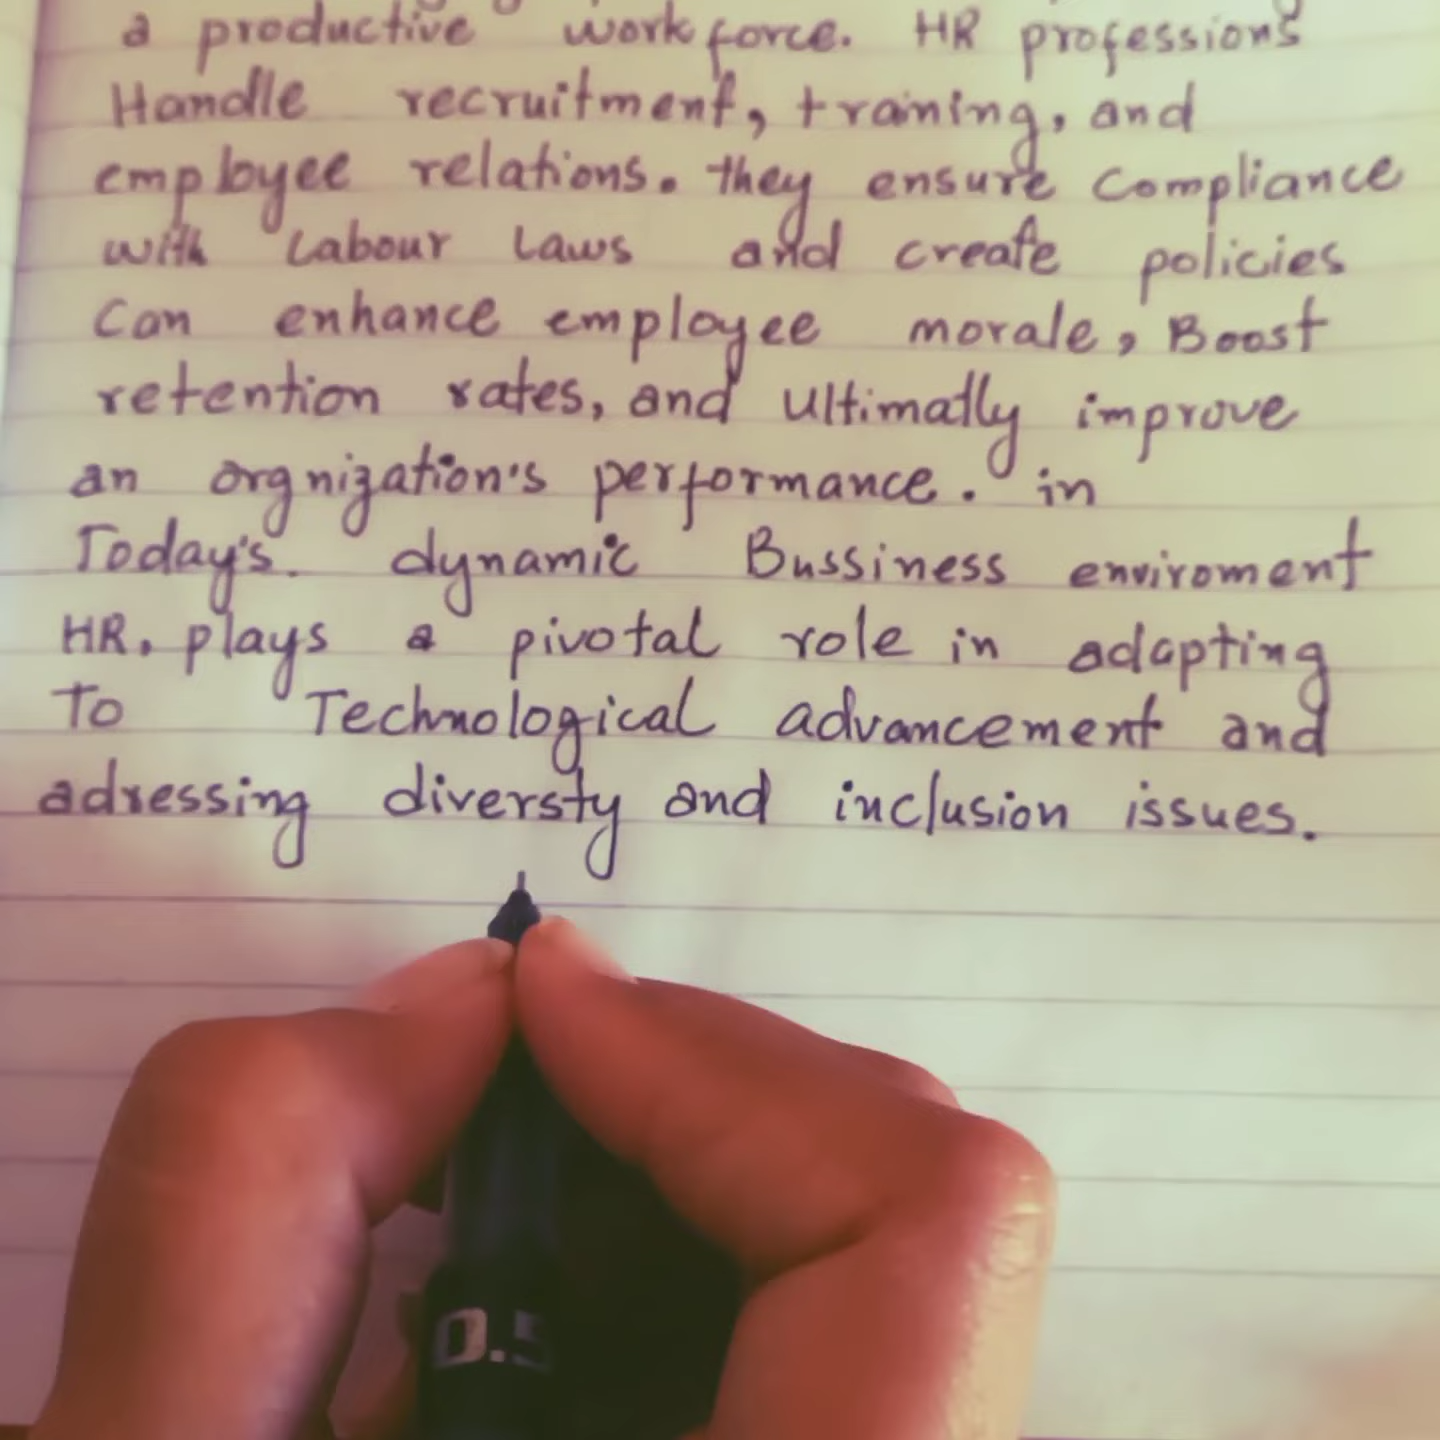 a productive workforce. HR professions
Handle recruitment, training, and
employee relations. they ensure compliance
with Labour Laws and create policies
Can enhance employee morale, Boost
retention rates, and ultimatly improve
an orgnization's performance. in
Today's. dynamic Bussiness enviroment
HR. plays a pivotal role in adapting
To Technological advancement and
adressing diversty and inclusion issues.
0.5